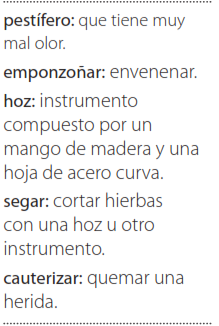 pestífero: que tiene muy
mal olor.
emponzoñar: envenenar.
hoz: instrumento
compuesto por un
mango de madera y una
hoja de acero curva.
segar: cortar hierbas
con una hoz u otro
instrumento.
cauterizar: quemar una
herida.